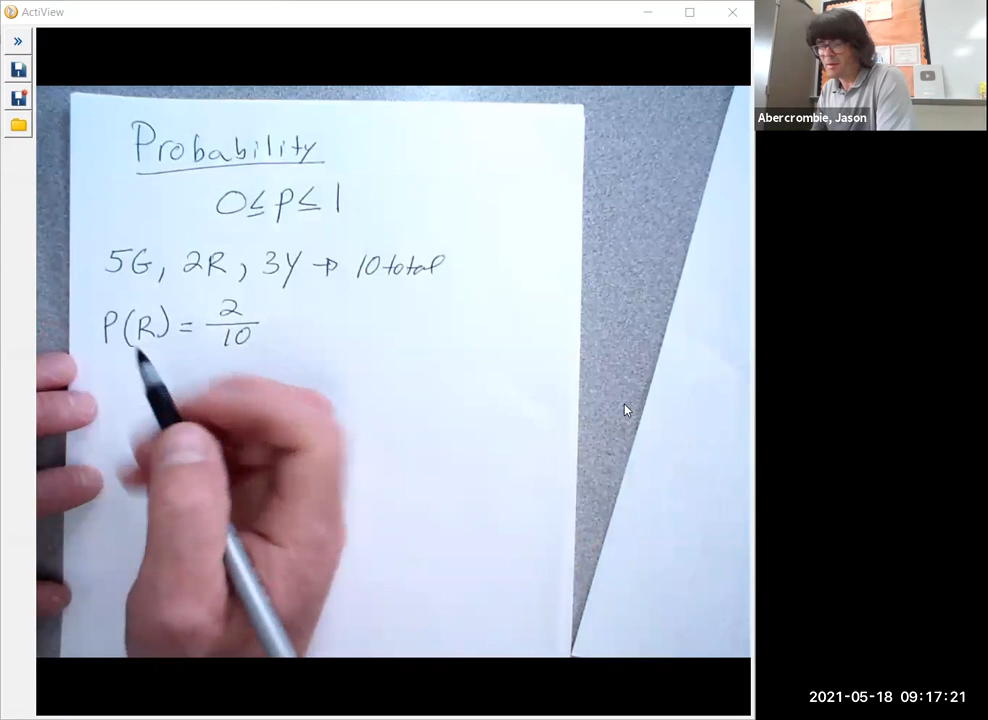 ActiView
Abercrombie, Jason
Probability
0 ≤ p ≤ 1
5G, 2R, 3Y → 10 total
P(R) = 2/10
2021-05-18 09:17:21